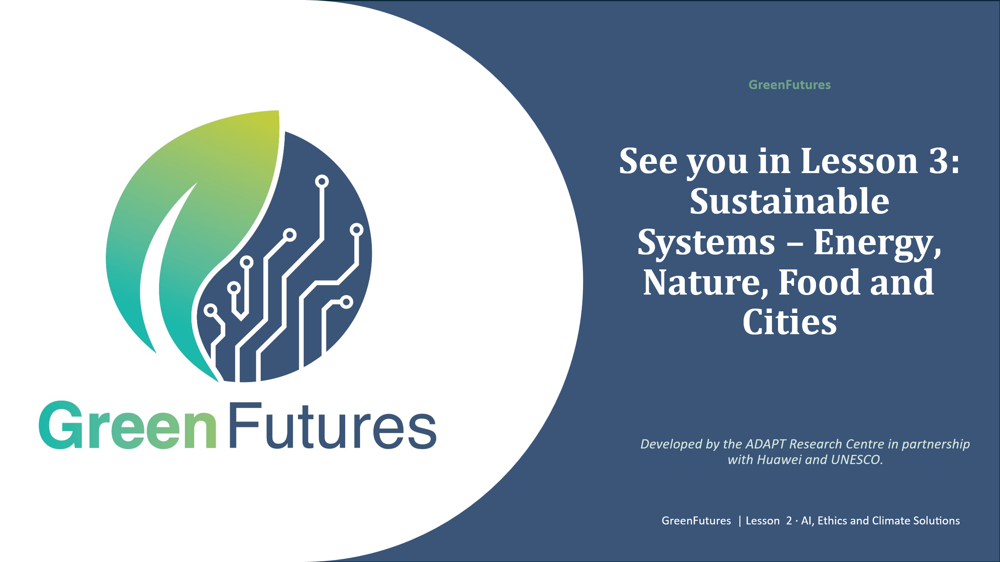 GreenFutures
GreenFutures
See you in Lesson 3:
Sustainable
Systems – Energy,
Nature, Food and
Cities
Developed by the ADAPT Research Centre in partnership
with Huawei and UNESCO.
GreenFutures | Lesson 2 · AI, Ethics and Climate Solutions